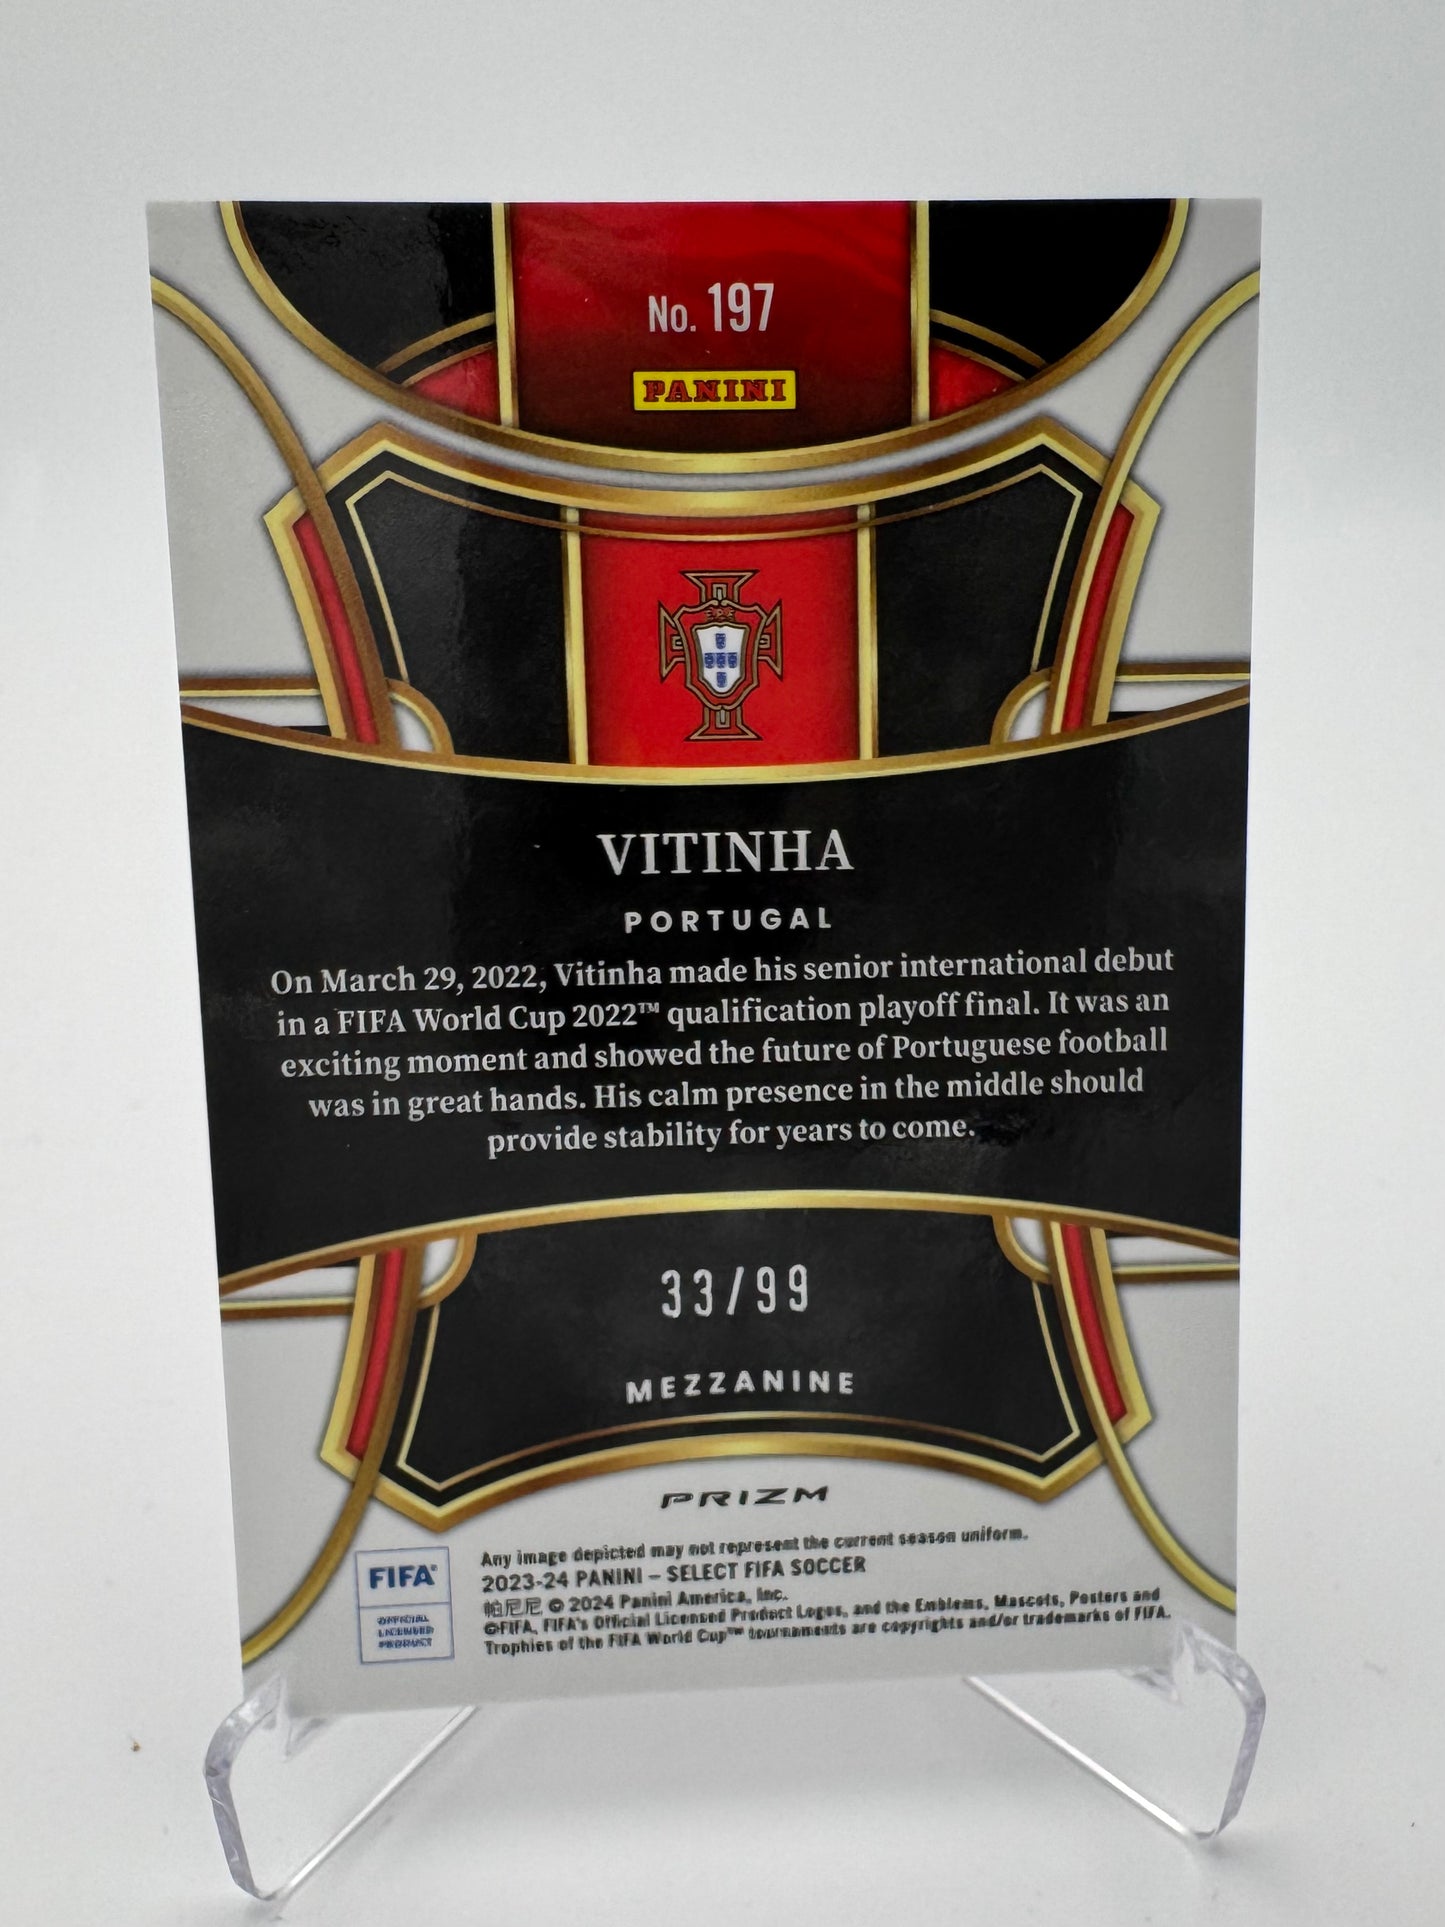 No. 197
PANINI
VITINHA
PORTUGAL
On March 29, 2022, Vitinha made his senior international debut
in a FIFA World Cup 2022™ qualification playoff final. It was an
exciting moment and showed the future of Portuguese football
was in great hands. His calm presence in the middle should
provide stability for years to come.
33/99
MEZZANINE
PRIZM
FIFA®
OFFICIAL
LICENSED
PRODUCT
Any image depicted may not represent the current season uniform.
2023-24 PANINI – SELECT FIFA SOCCER
帕尼尼 © 2024 Panini America, Inc.
©FIFA, FIFA's Official Licensed Product Logos, and the Emblems, Mascots, Posters and
Trophies of the FIFA World Cup™ tournaments are copyrights and/or trademarks of FIFA.